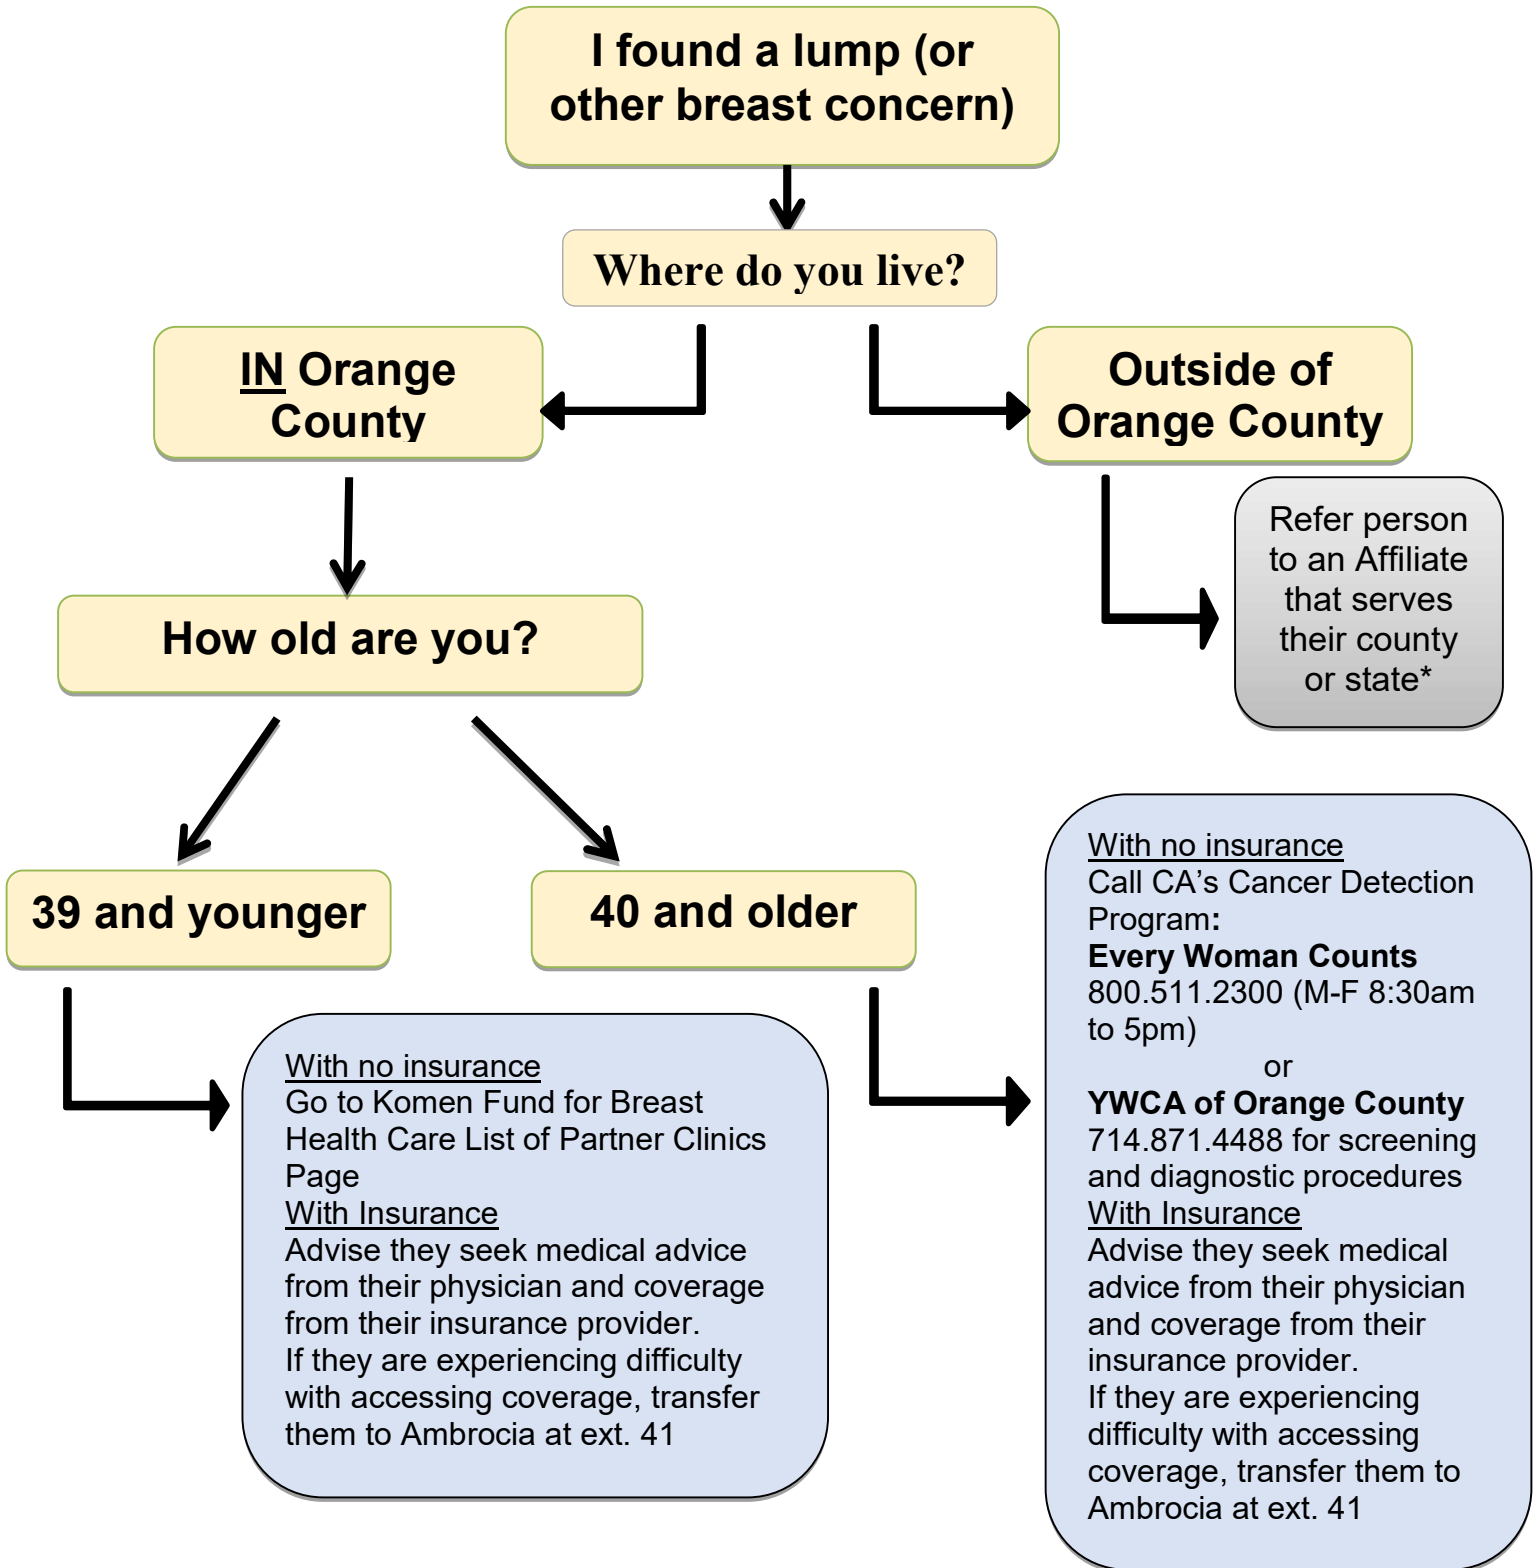 I found a lump (or
other breast concern)
Where do you live?
IN Orange
County
Outside of
Orange County
Refer person
to an Affiliate
that serves
their county
or state*
How old are you?
39 and younger
40 and older
With no insurance
Go to Komen Fund for Breast
Health Care List of Partner Clinics
Page
With Insurance
Advise they seek medical advice
from their physician and coverage
from their insurance provider.
If they are experiencing difficulty
with accessing coverage, transfer
them to Ambrocia at ext. 41
With no insurance
Call CA’s Cancer Detection
Program:
Every Woman Counts
800.511.2300 (M-F 8:30am
to 5pm)
or
YWCA of Orange County
714.871.4488 for screening
and diagnostic procedures
With Insurance
Advise they seek medical
advice from their physician
and coverage from their
insurance provider.
If they are experiencing
difficulty with accessing
coverage, transfer them to
Ambrocia at ext. 41